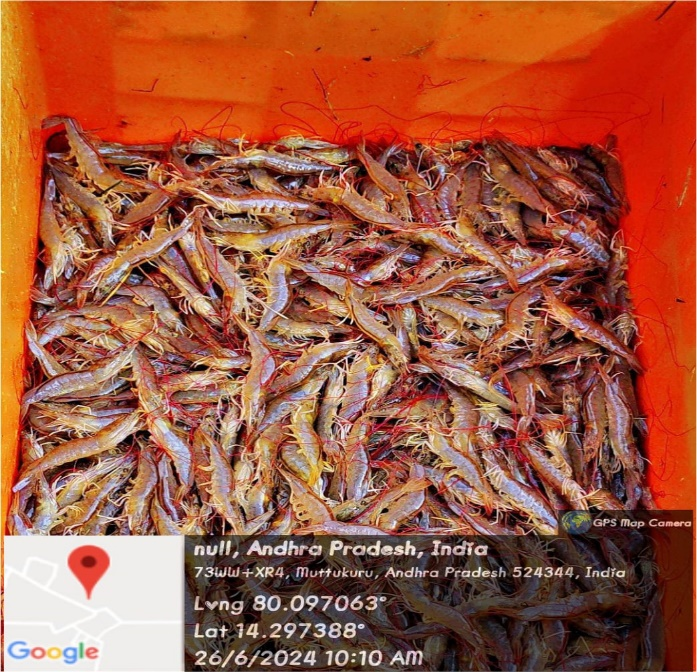 GPS Map Camera
null, Andhra Pradesh, India
73WW+XR4, Muttukuru, Andhra Pradesh 524344, India
Lvng 80.097063°
Lat 14.297388°
26/6/2024 10:10 AM
Google